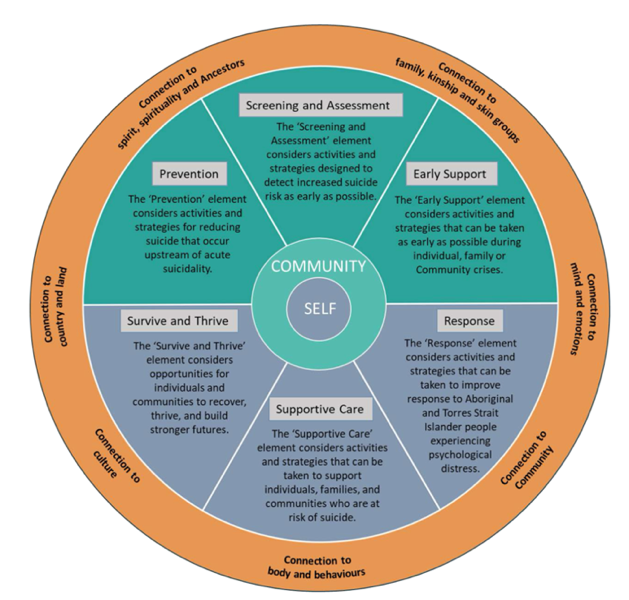 Connection to
spirit, spirituality and Ancestors
Connection to
family, kinship and skin groups
Screening and Assessment
The 'Screening and
Assessment' element
considers activities and
strategies designed to
detect increased suicide
risk as early as possible.
Prevention
The 'Prevention' element
considers activities and
strategies for reducing
suicide that occur
upstream of acute
suicidality.
Early Support
The 'Early Support' element
considers activities and
strategies that can be taken
as early as possible during
individual, family or
Community crises.
COMMUNITY
SELF
Connection to
country and land
Connection to
mind and emotions
Survive and Thrive
The 'Survive and Thrive'
element considers
opportunities for
individuals and
communities to recover,
thrive, and build
stronger futures.
Response
The 'Response' element
considers activities and
strategies that can be
taken to improve
response to Aboriginal
and Torres Strait
Islander people
experiencing
psychological
distress.
Supportive Care
The 'Supportive Care'
element considers activities
and strategies that can be
taken to support
individuals, families, and
communities who are at
risk of suicide.
Connection to
culture
Connection to
Community
Connection to
body and behaviours